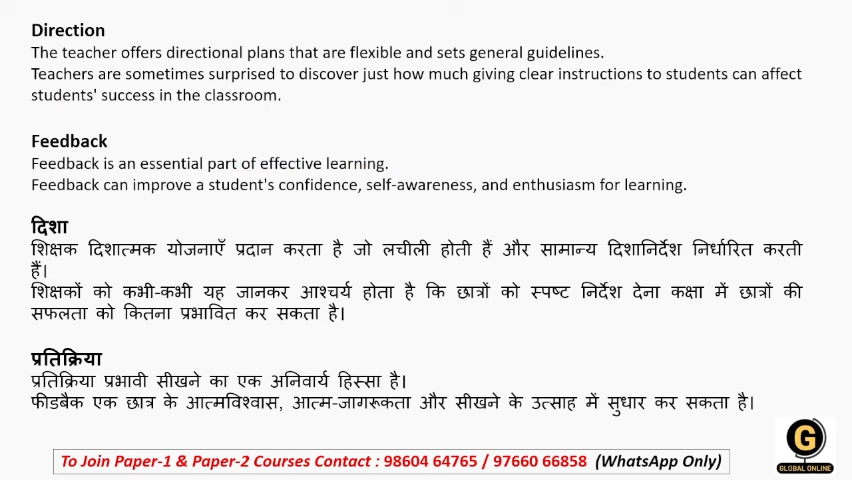 Direction
The teacher offers directional plans that are flexible and sets general guidelines.
Teachers are sometimes surprised to discover just how much giving clear instructions to students can affect
students' success in the classroom.
Feedback
Feedback is an essential part of effective learning.
Feedback can improve a student's confidence, self-awareness, and enthusiasm for learning.
दिशा
शिक्षक दिशात्मक योजनाएँ प्रदान करता है जो लचीली होती हैं और सामान्य दिशानिर्देश निर्धारित करती
हैं।
शिक्षकों को कभी-कभी यह जानकर आश्चर्य होता है कि छात्रों को स्पष्ट निर्देश देना कक्षा में छात्रों की
सफलता को कितना प्रभावित कर सकता है।
प्रतिक्रिया
प्रतिक्रिया प्रभावी सीखने का एक अनिवार्य हिस्सा है।
फीडबैक एक छात्र के आत्मविश्वास, आत्म-जागरूकता और सीखने के उत्साह में सुधार कर सकता है।
To Join Paper-1 & Paper-2 Courses Contact : 98604 64765 / 97660 66858 (WhatsApp Only)
G
GLOBAL ONLINE